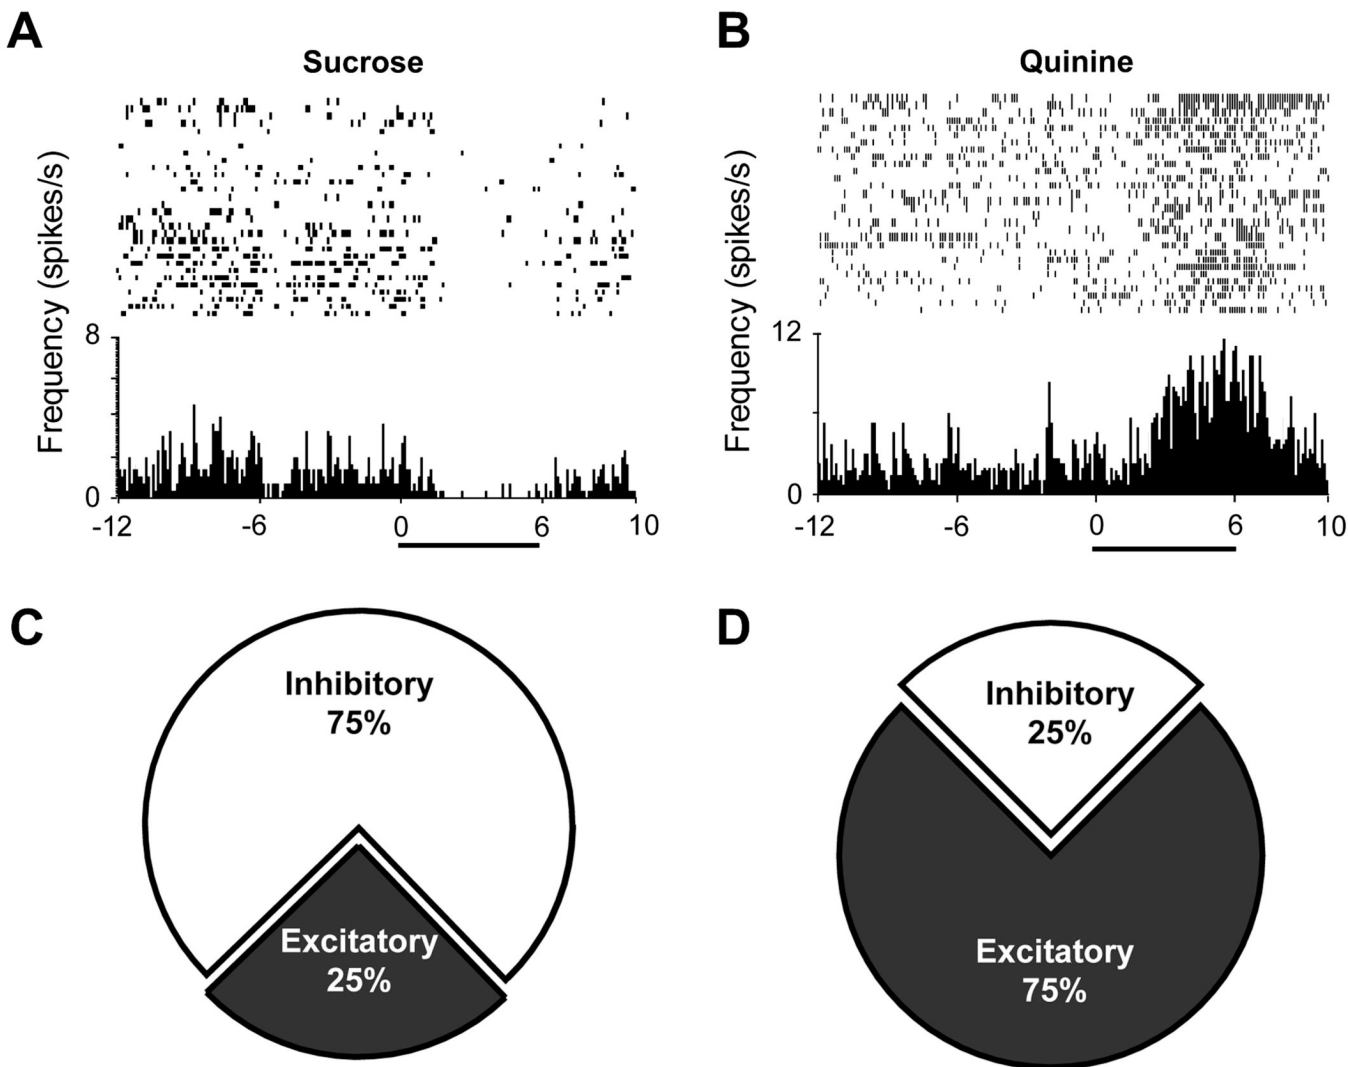 A
Sucrose
Frequency (spikes/s)
8
0
-12 -6 0 6 10
B
Quinine
Frequency (spikes/s)
12
0
-12 -6 0 6 10
C
Inhibitory
75%
Excitatory
25%
D
Inhibitory
25%
Excitatory
75%